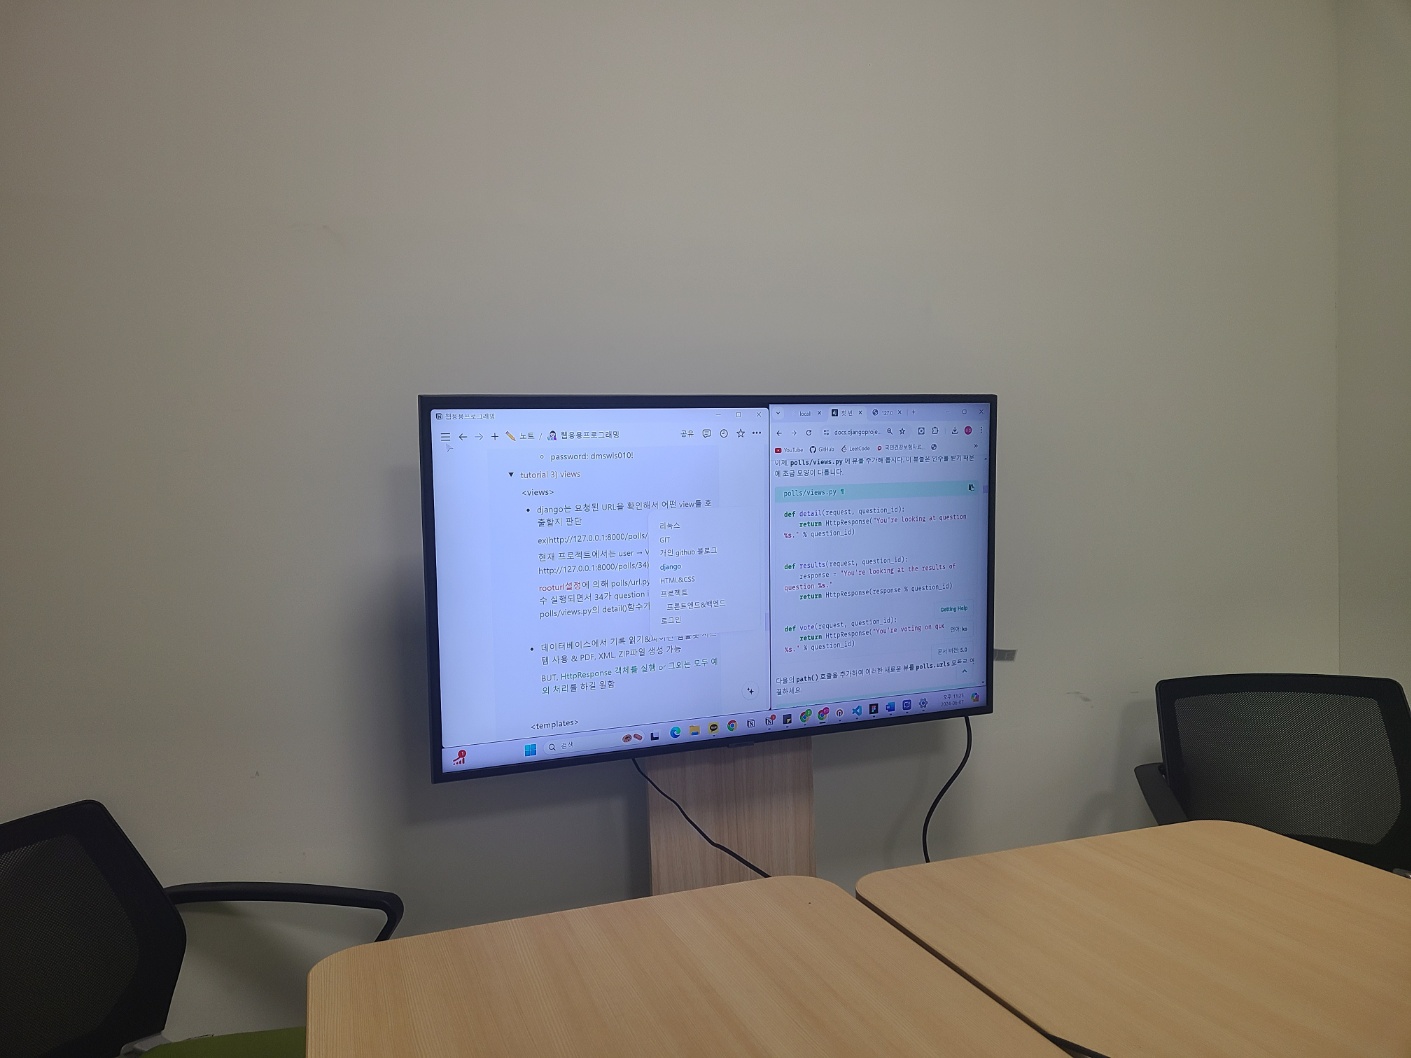 웹응용프로그래밍
노트 / 웹응용프로그래밍
공유
password: dmswls010!
tutorial 3) views
<views>
django는 요청된 URL을 확인해서 어떤 view를 호
출할지 판단
ex)http://127.0.0.1:8000/polls/
현재 프로젝트에서는 user → V
http://127.0.0.1:8000/34)
rooturl설정에 의해 polls/url.py
수 실행되면서 34가 question i
polls/views.py의 detail()함수가
데이터베이스에서 기록 읽기&
템 사용 & PDF, XML, ZIP파일 생성 가능
BUT, HttpResponse 객체를 실행 or 그외는 모두 예
외 처리를 하길 원함
<templates>
리눅스
GIT
개인 github 블로그
django
HTML&CSS
프로젝트
프론트엔드&백엔드
로그인
검색
local
docs.djangopro
YouTube
GitHub
LeetCode
이제 polls/views.py 에 뷰를 추가해 봅시다. 이 뷰들은 인수를 받기 때문
에 조금 모양이 다릅니다.
polls/views.py ¶
def detail(request, question_id):
return HttpResponse("You're looking at question
%s." % question_id)
def results(request, question_id):
response = "You're looking at the results of
question %s."
return HttpResponse(response % question_id)
def vote(request, question_id):
return HttpResponse("You're voting on que
%s." % question_id)
Getting Help
언어: ko
문서 버전: 5.0
다음의 path() 호출을 추가하여 이러한 새로운 뷰를 polls.urls 모듈로 연
결하세요